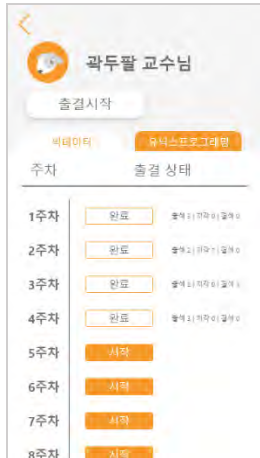 곽두팔 교수님
출결시작
빅데이터 유닉스프로그래밍
주차 출결 상태
1주차 완료
2주차 완료
3주차 완료
4주차 완료
5주차 시작
6주차 시작
7주차 시작
8주차 시작